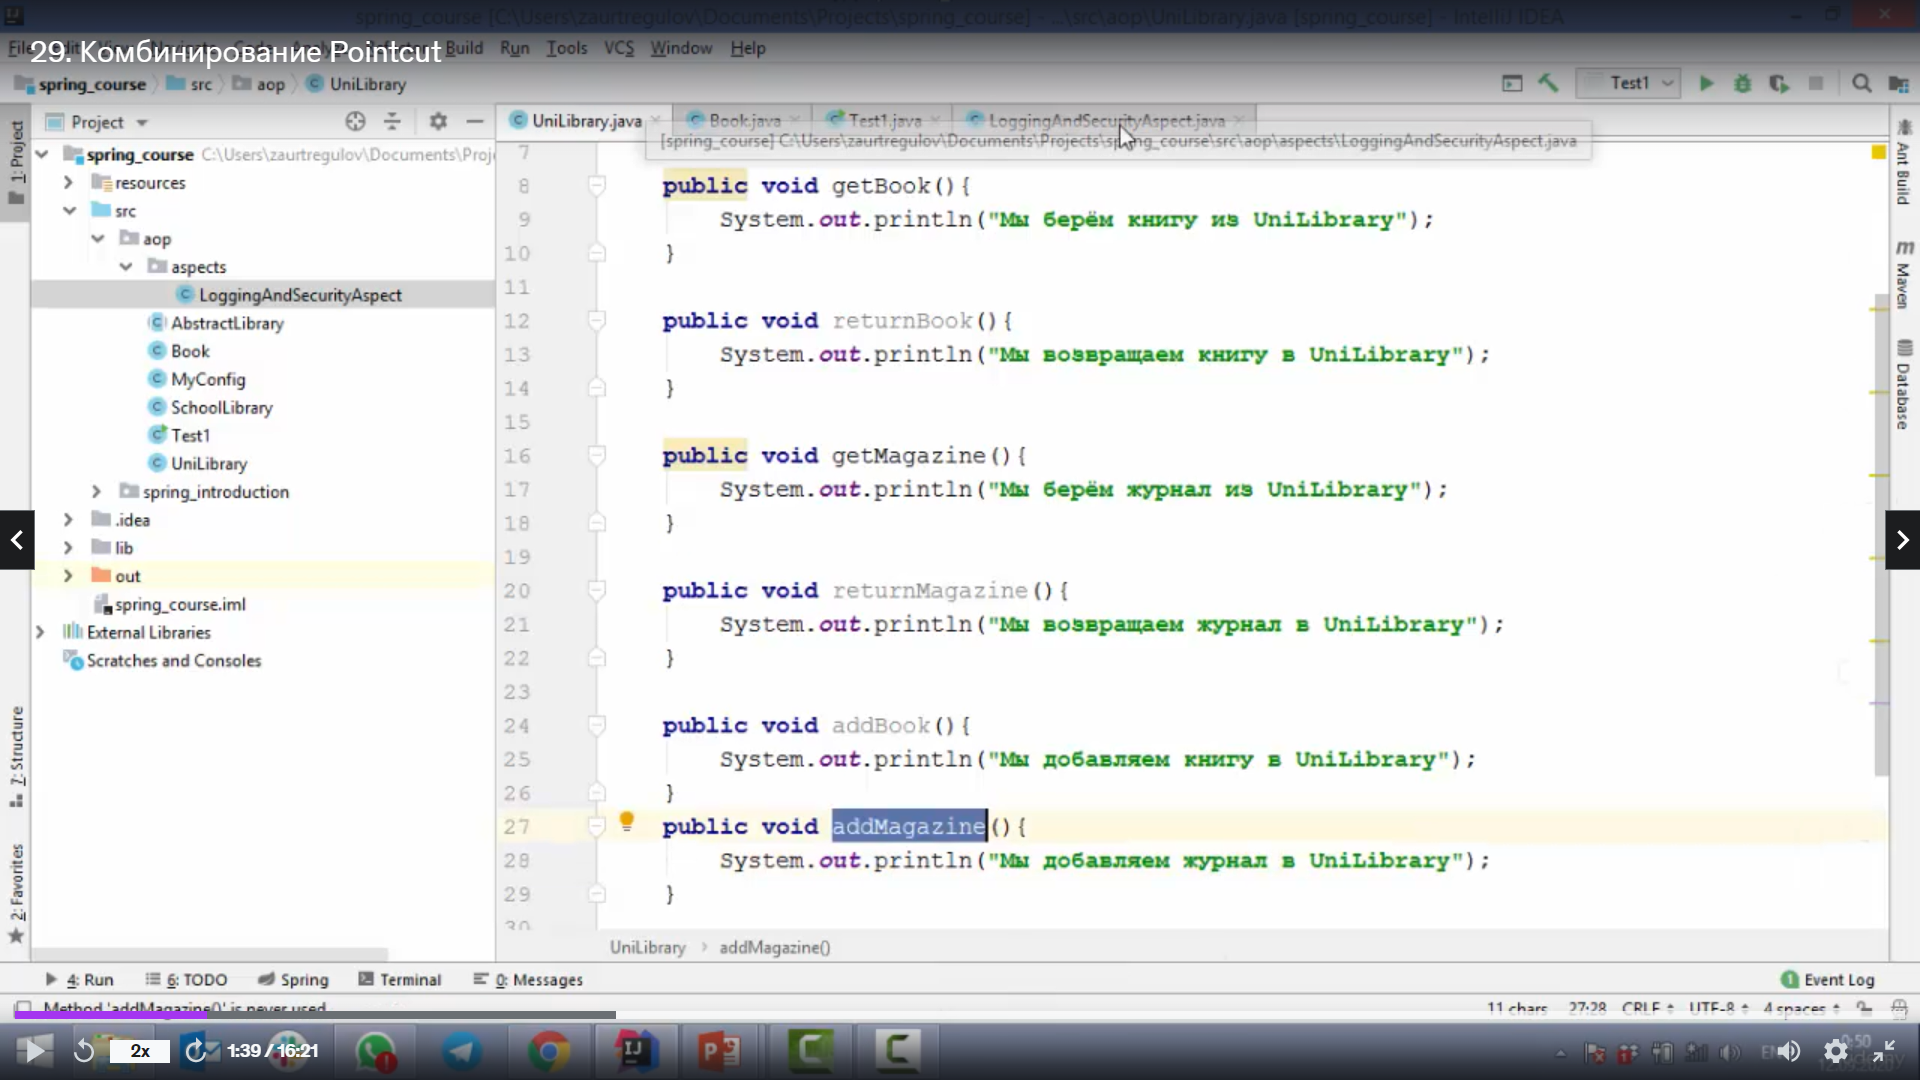 spring_course [C:\Users\zaurtregulov\Documents\Projects\spring_course] - ...\src\aop\UniLibrary.java [spring_course] - IntelliJ IDEA
29. Комбинирование Pointcut
File Build Run Tools VCS Window Help
spring_course src aop UniLibrary Test1
Project
UniLibrary.java Book.java Test1.java LoggingAndSecurityAspect.java
[spring_course] C:\Users\zaurtregulov\Documents\Projects\spring_course\src\aop\aspects\LoggingAndSecurityAspect.java
1: Project
7: Structure
2: Favorites
spring_course C:\Users\zaurtregulov\Documents\Proj
resources
src
aop
aspects
LoggingAndSecurityAspect
AbstractLibrary
Book
MyConfig
SchoolLibrary
Test1
UniLibrary
spring_introduction
.idea
lib
out
spring_course.iml
External Libraries
Scratches and Consoles
7
8 public void getBook(){
9 System.out.println("Мы берём книгу из UniLibrary");
10 }
11
12 public void returnBook(){
13 System.out.println("Мы возвращаем книгу в UniLibrary");
14 }
15
16 public void getMagazine(){
17 System.out.println("Мы берём журнал из UniLibrary");
18 }
19
20 public void returnMagazine(){
21 System.out.println("Мы возвращаем журнал в UniLibrary");
22 }
23
24 public void addBook(){
25 System.out.println("Мы добавляем книгу в UniLibrary");
26 }
27 public void addMagazine(){
28 System.out.println("Мы добавляем журнал в UniLibrary");
29 }
30
Ant Build
Maven
Database
UniLibrary addMagazine()
4: Run 6: TODO Spring Terminal 0: Messages Event Log
Method 'addMagazine()' is never used 11 chars 27:28 CRLF UTF-8 4 spaces
2x 1:39 / 16:21